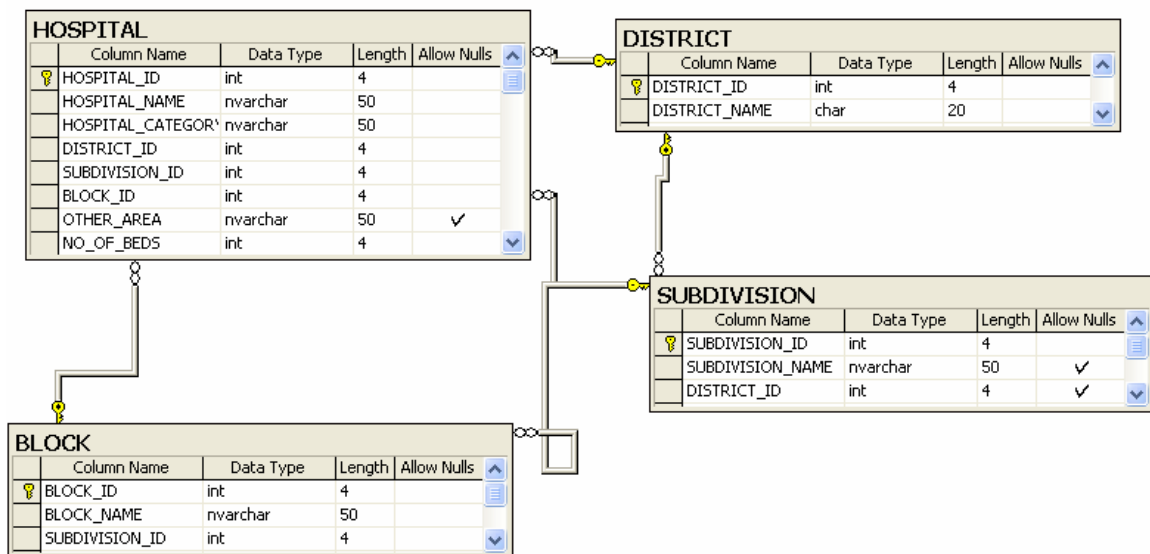 HOSPITAL
Column Name Data Type Length Allow Nulls
HOSPITAL_ID int 4
HOSPITAL_NAME nvarchar 50
HOSPITAL_CATEGORY nvarchar 50
DISTRICT_ID int 4
SUBDIVISION_ID int 4
BLOCK_ID int 4
OTHER_AREA nvarchar 50 ✓
NO_OF_BEDS int 4
DISTRICT
Column Name Data Type Length Allow Nulls
DISTRICT_ID int 4
DISTRICT_NAME char 20
SUBDIVISION
Column Name Data Type Length Allow Nulls
SUBDIVISION_ID int 4
SUBDIVISION_NAME nvarchar 50 ✓
DISTRICT_ID int 4 ✓
BLOCK
Column Name Data Type Length Allow Nulls
BLOCK_ID int 4
BLOCK_NAME nvarchar 50
SUBDIVISION_ID int 4